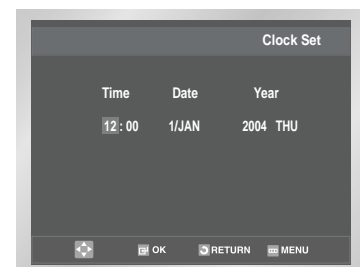 Clock Set
Time Date Year
12 : 00 1/JAN 2004 THU
OK RETURN MENU